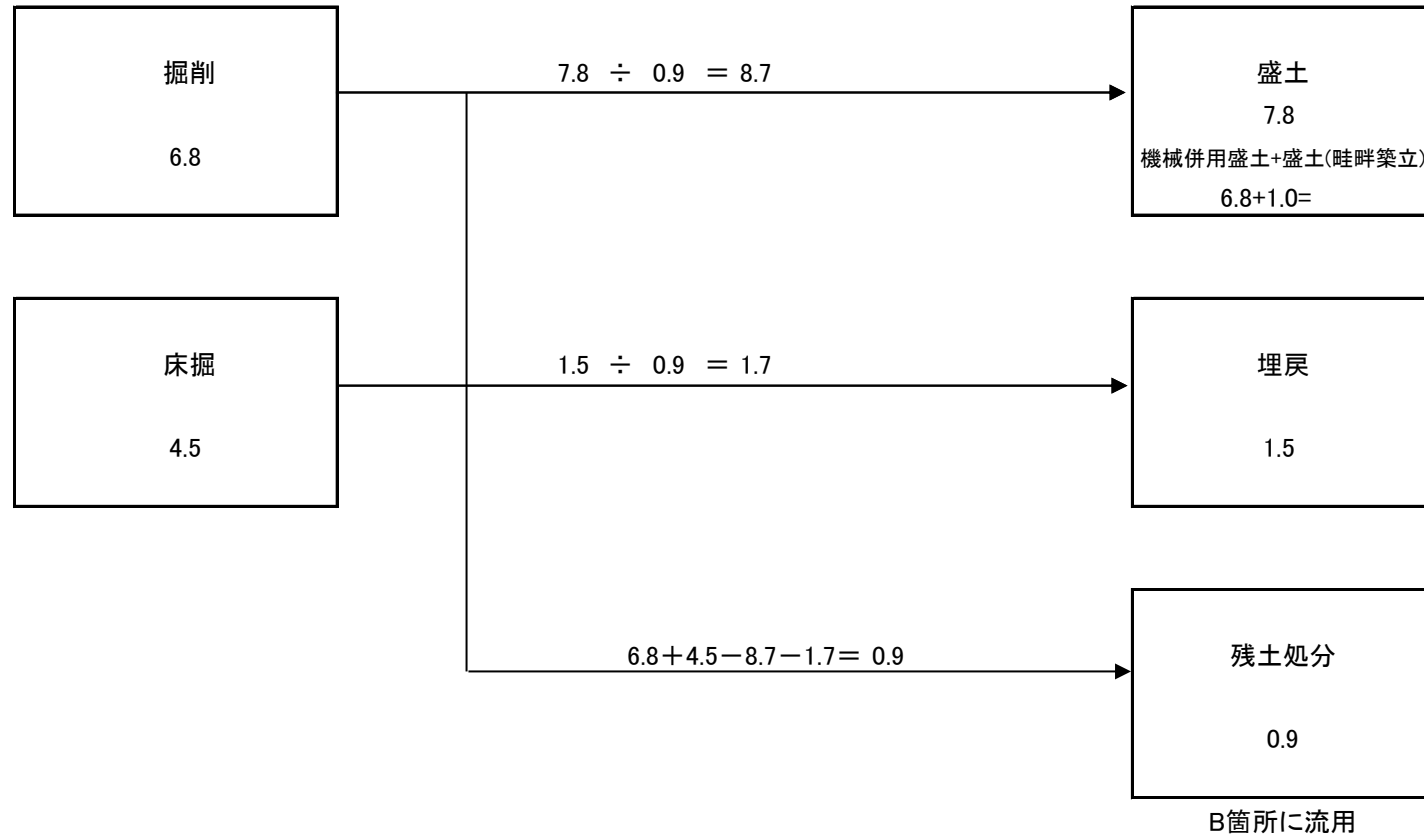 掘削
6.8
7.8 ÷ 0.9 ＝ 8.7
盛土
7.8
機械併用盛土+盛土(畦畔築立)
6.8+1.0=
床掘
4.5
1.5 ÷ 0.9 ＝ 1.7
埋戻
1.5
6.8＋4.5－8.7－1.7＝ 0.9
残土処分
0.9
B箇所に流用